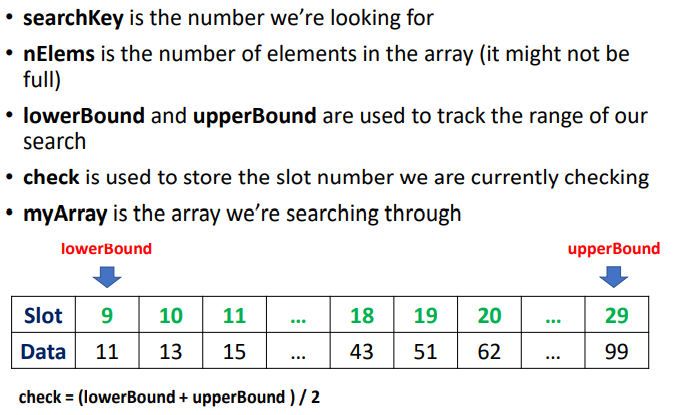 • searchKey is the number we’re looking for
• nElems is the number of elements in the array (it might not be
full)
• lowerBound and upperBound are used to track the range of our
search
• check is used to store the slot number we are currently checking
• myArray is the array we’re searching through
lowerBound upperBound
Slot 9 10 11 ... 18 19 20 ... 29
Data 11 13 15 ... 43 51 62 ... 99
check = (lowerBound + upperBound ) / 2